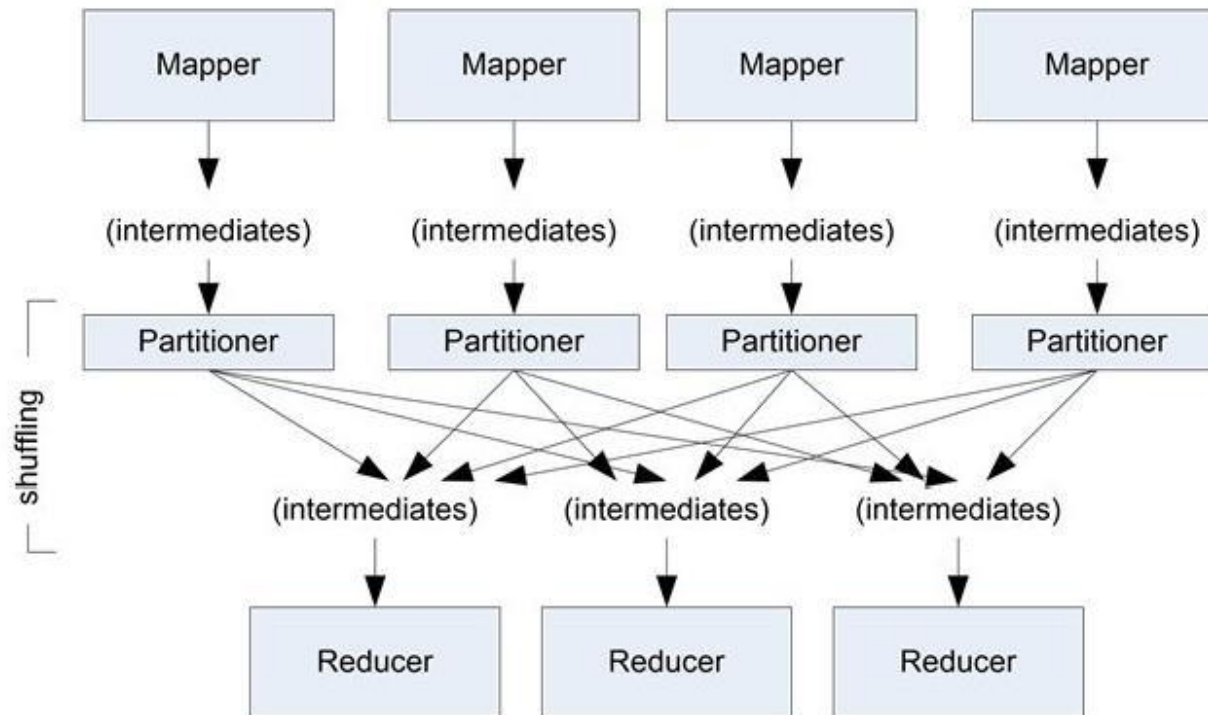 Mapper Mapper Mapper Mapper
(intermediates) (intermediates) (intermediates) (intermediates)
Partitioner Partitioner Partitioner Partitioner
shuffling
(intermediates) (intermediates) (intermediates)
Reducer Reducer Reducer